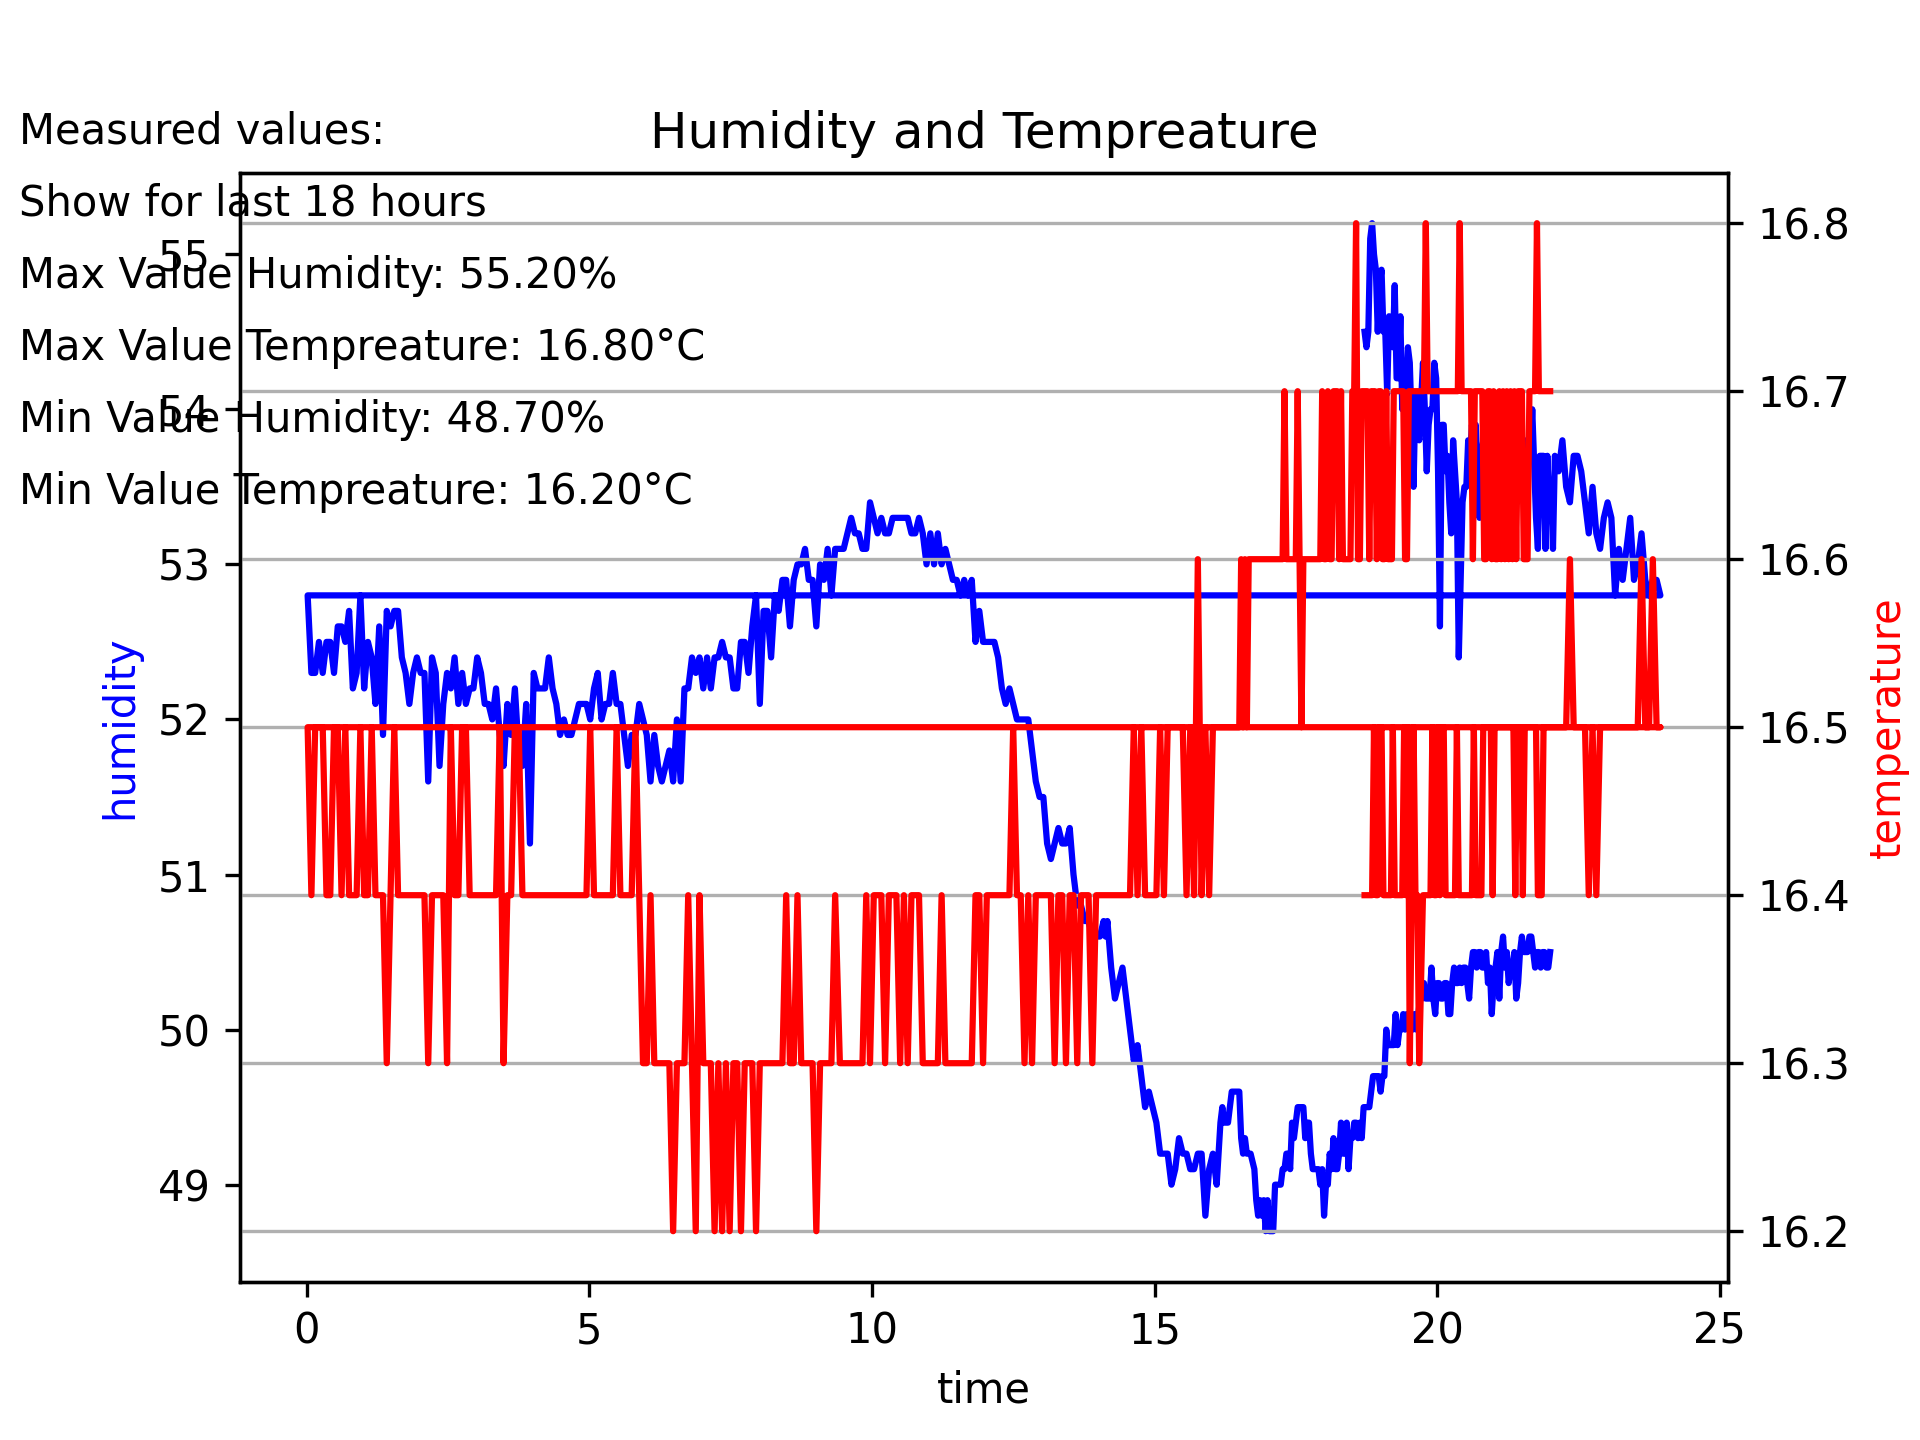 Measured values:
Humidity and Tempreature
Show for last 18 hours
Max Value Humidity: 55.20%
Max Value Tempreature: 16.80°C
Min Value Humidity: 48.70%
Min Value Tempreature: 16.20°C
55
54
53
52
51
50
49
humidity
16.8
16.7
16.6
16.5
16.4
16.3
16.2
temperature
0 5 10 15 20 25
time